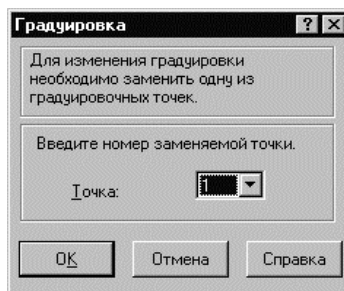 Градуировка
Для изменения градуировки
необходимо заменить одну из
градуировочных точек.
Введите номер заменяемой точки.
Точка: 1
OK Отмена Справка